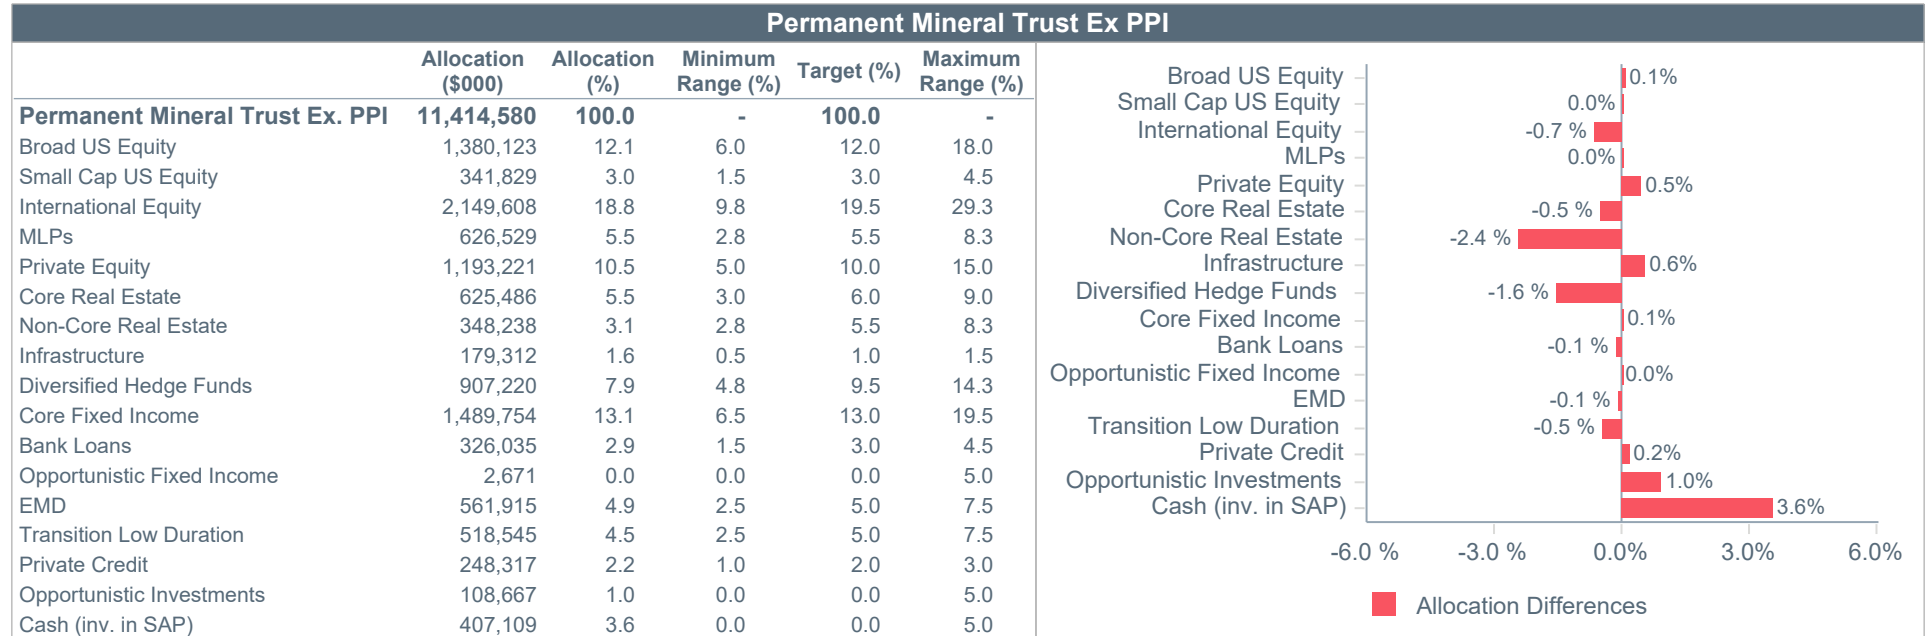 Permanent Mineral Trust Ex PPI
Allocation ($000) Allocation (%) Minimum Range (%) Target (%) Maximum Range (%)
Permanent Mineral Trust Ex. PPI 11,414,580 100.0 - 100.0 -
Broad US Equity 1,380,123 12.1 6.0 12.0 18.0
Small Cap US Equity 341,829 3.0 1.5 3.0 4.5
International Equity 2,149,608 18.8 9.8 19.5 29.3
MLPs 626,529 5.5 2.8 5.5 8.3
Private Equity 1,193,221 10.5 5.0 10.0 15.0
Core Real Estate 625,486 5.5 3.0 6.0 9.0
Non-Core Real Estate 348,238 3.1 2.8 5.5 8.3
Infrastructure 179,312 1.6 0.5 1.0 1.5
Diversified Hedge Funds 907,220 7.9 4.8 9.5 14.3
Core Fixed Income 1,489,754 13.1 6.5 13.0 19.5
Bank Loans 326,035 2.9 1.5 3.0 4.5
Opportunistic Fixed Income 2,671 0.0 0.0 0.0 5.0
EMD 561,915 4.9 2.5 5.0 7.5
Transition Low Duration 518,545 4.5 2.5 5.0 7.5
Private Credit 248,317 2.2 1.0 2.0 3.0
Opportunistic Investments 108,667 1.0 0.0 0.0 5.0
Cash (inv. in SAP) 407,109 3.6 0.0 0.0 5.0
Broad US Equity 0.1%
Small Cap US Equity 0.0%
International Equity -0.7 %
MLPs 0.0%
Private Equity 0.5%
Core Real Estate -0.5 %
Non-Core Real Estate -2.4 %
Infrastructure 0.6%
Diversified Hedge Funds -1.6 %
Core Fixed Income 0.1%
Bank Loans -0.1 %
Opportunistic Fixed Income 0.0%
EMD -0.1 %
Transition Low Duration -0.5 %
Private Credit 0.2%
Opportunistic Investments 1.0%
Cash (inv. in SAP) 3.6%
-6.0 % -3.0 % 0.0% 3.0% 6.0%
Allocation Differences